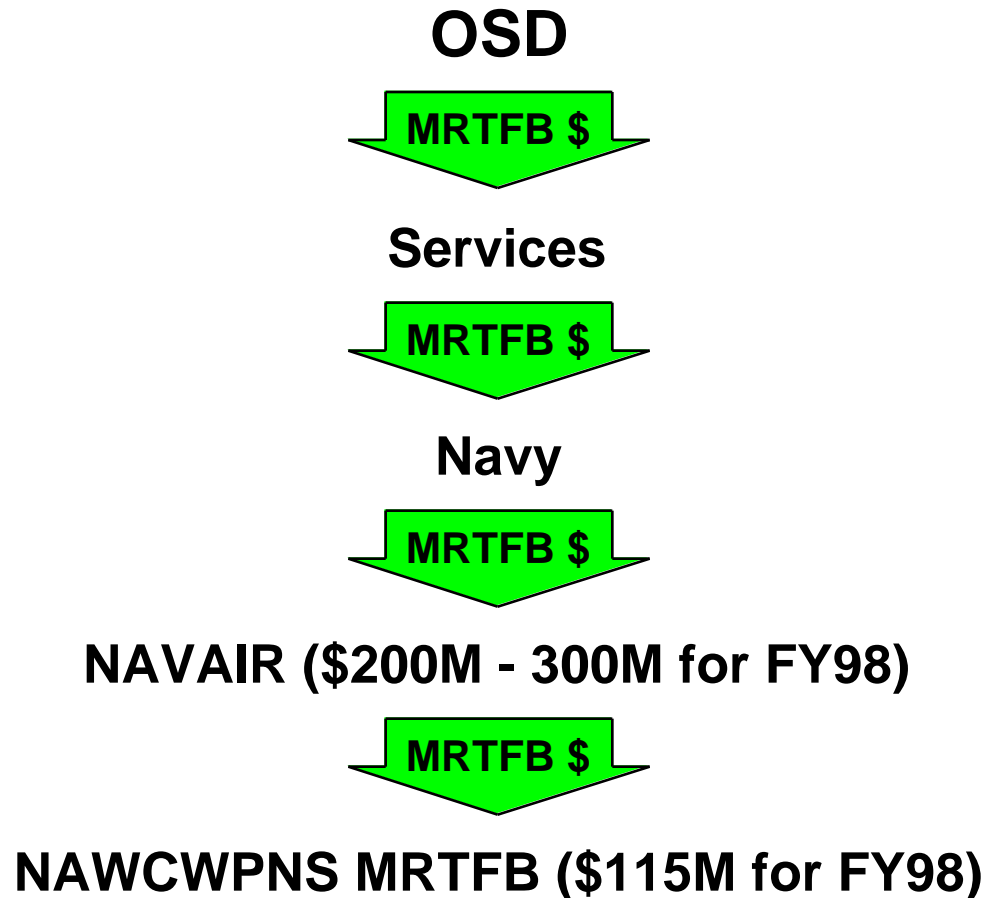 OSD
MRTFB $
Services
MRTFB $
Navy
MRTFB $
NAVAIR ($200M - 300M for FY98)
MRTFB $
NAWCWPNS MRTFB ($115M for FY98)